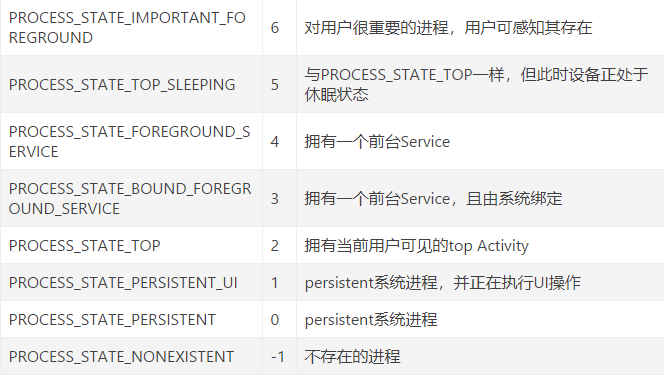 PROCESS_STATE_IMPORTANT_FO
REGROUND
6
对用户很重要的进程，用户可感知其存在
PROCESS_STATE_TOP_SLEEPING
5
与PROCESS_STATE_TOP一样，但此时设备正处于
休眠状态
PROCESS_STATE_FOREGROUND_S
ERVICE
4
拥有一个前台Service
PROCESS_STATE_BOUND_FOREGR
OUND_SERVICE
3
拥有一个前台Service，且由系统绑定
PROCESS_STATE_TOP
2
拥有当前用户可见的top Activity
PROCESS_STATE_PERSISTENT_UI
1
persistent系统进程，并正在执行UI操作
PROCESS_STATE_PERSISTENT
0
persistent系统进程
PROCESS_STATE_NONEXISTENT
-1
不存在的进程